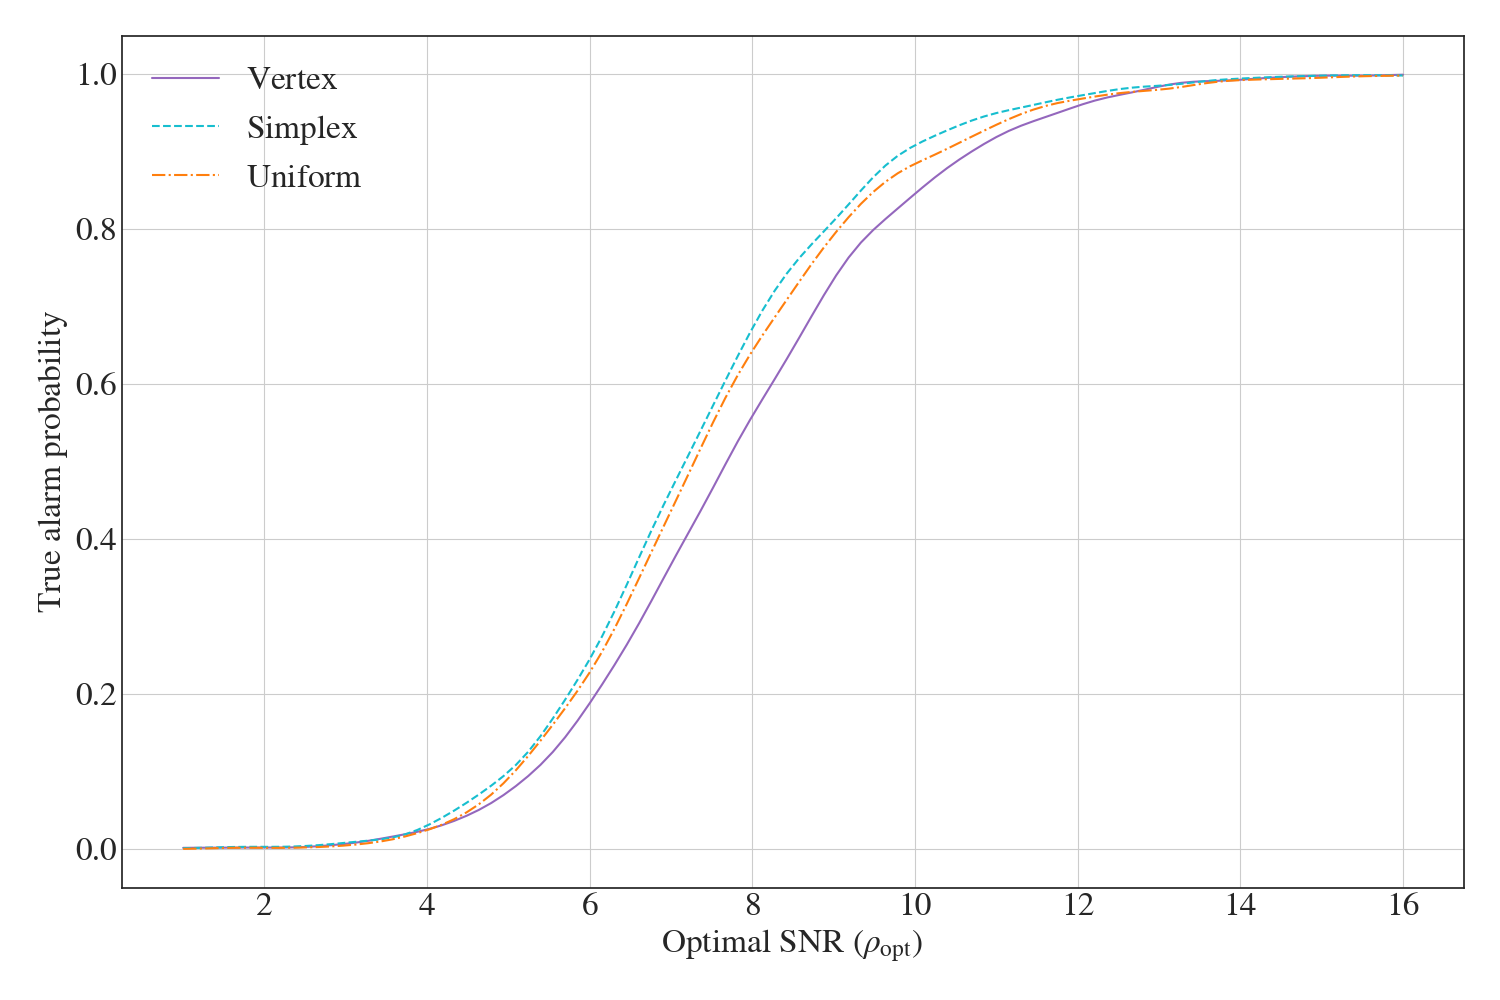 Vertex
Simplex
Uniform
1.0
0.8
0.6
0.4
0.2
0.0
True alarm probability
2 4 6 8 10 12 14 16
Optimal SNR (ρopt)